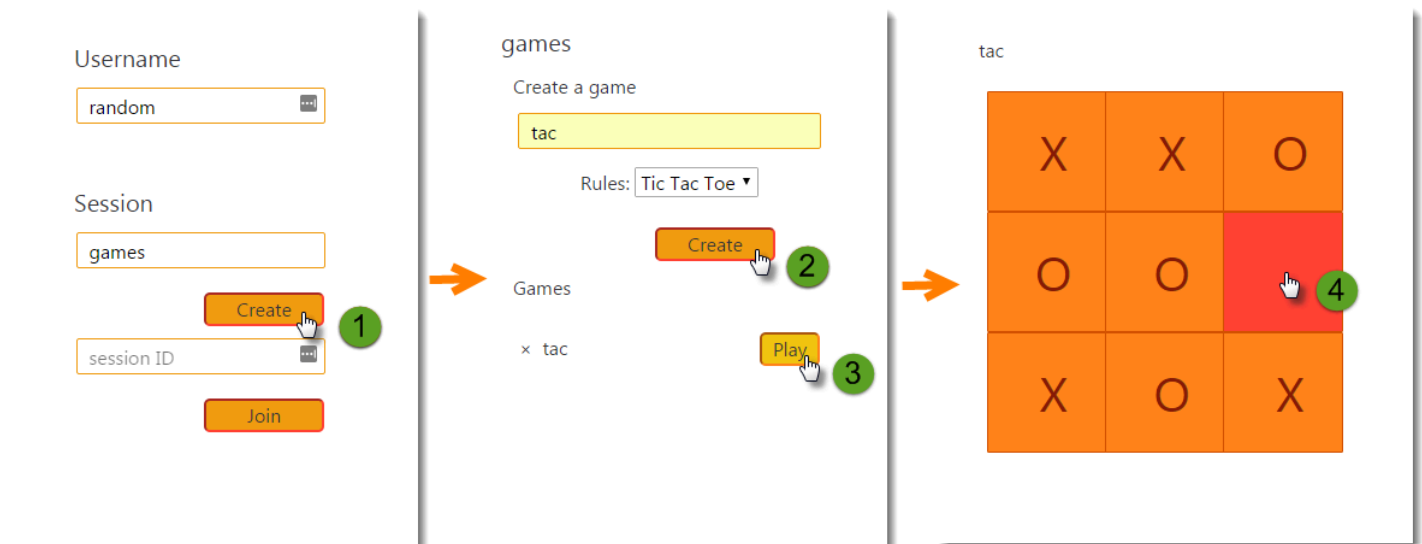 Username
random
Session
games
Create
1
session ID
Join
games
Create a game
tac
Rules: Tic Tac Toe
Create
2
Games
× tac Play
3
tac
X X O
O O
4
X O X